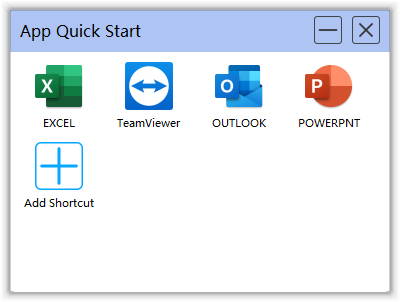 App Quick Start
EXCEL
TeamViewer
OUTLOOK
POWERPNT
Add Shortcut